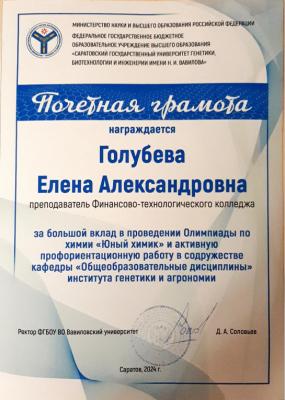 МИНИСТЕРСТВО НАУКИ И ВЫСШЕГО ОБРАЗОВАНИЯ РОССИЙСКОЙ ФЕДЕРАЦИИ
ФЕДЕРАЛЬНОЕ ГОСУДАРСТВЕННОЕ БЮДЖЕТНОЕ
ОБРАЗОВАТЕЛЬНОЕ УЧРЕЖДЕНИЕ ВЫСШЕГО ОБРАЗОВАНИЯ
«САРАТОВСКИЙ ГОСУДАРСТВЕННЫЙ УНИВЕРСИТЕТ ГЕНЕТИКИ,
БИОТЕХНОЛОГИИ И ИНЖЕНЕРИИ ИМЕНИ Н. И. ВАВИЛОВА»
Почетная грамота
награждается
Голубева
Елена Александровна
преподаватель Финансово-технологического колледжа
за большой вклад в проведении Олимпиады по
химии «Юный химик» и активную
профориентационную работу в содружестве
кафедры «Общеобразовательные дисциплины»
института генетики и агрономии
Ректор ФГБОУ ВО Вавиловский университет
Д. А. Соловьев
Саратов, 2024 г.